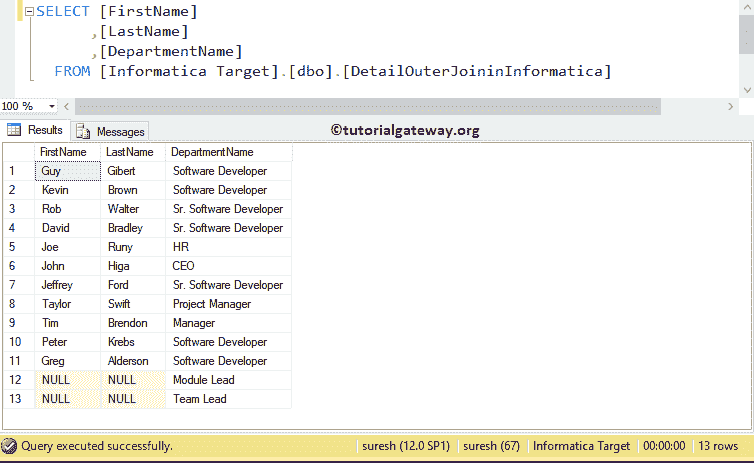 SELECT [FirstName]
,[LastName]
,[DepartmentName]
FROM [Informatica Target].[dbo].[DetailOuterJoininInformatica]
100 %
Results Messages ©tutorialgateway.org
FirstName LastName DepartmentName
1 Guy Gibert Software Developer
2 Kevin Brown Software Developer
3 Rob Walter Sr. Software Developer
4 David Bradley Sr. Software Developer
5 Joe Runy HR
6 John Higa CEO
7 Jeffrey Ford Sr. Software Developer
8 Taylor Swift Project Manager
9 Tim Brendon Manager
10 Peter Krebs Software Developer
11 Greg Alderson Software Developer
12 NULL NULL Module Lead
13 NULL NULL Team Lead
Query executed successfully. suresh (12.0 SP1) suresh (67) Informatica Target 00:00:00 13 rows